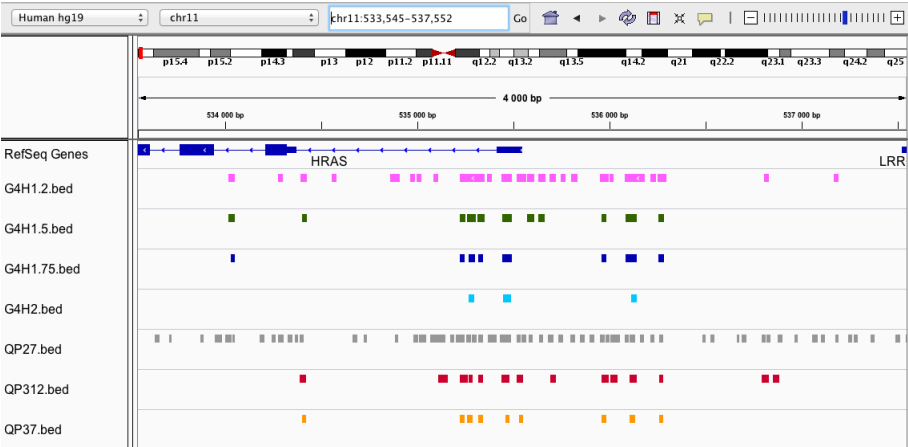 Human hg19 chr11 chr11:533,545-537,552 Go
p15.4 p15.2 p14.3 p13 p12 p11.2 p11.11 q12.2 q13.2 q13.5 q14.2 q21 q22.2 q23.1 q23.3 q24.2 q25
4 000 bp
534 000 bp 535 000 bp 536 000 bp 537 000 bp
RefSeq Genes
HRAS LRR
G4H1.2.bed
G4H1.5.bed
G4H1.75.bed
G4H2.bed
QP27.bed
QP312.bed
QP37.bed